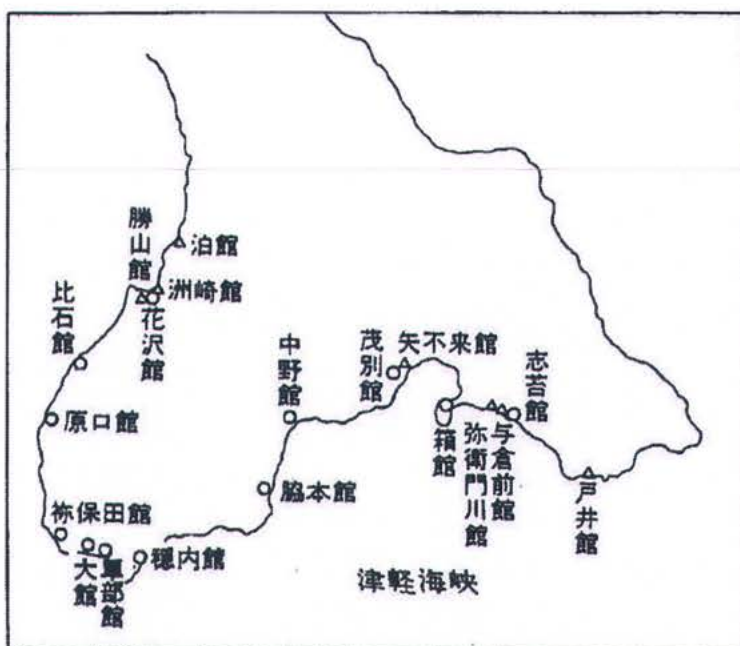 泊館
勝山館
洲崎館
花沢館
比石館
原口館
祢保田館
大館
覃部館
穏内館
脇本館
中野館
茂別館
矢不来館
箱館
弥衛門川館
与倉前館
志苔館
戸井館
津軽海峡